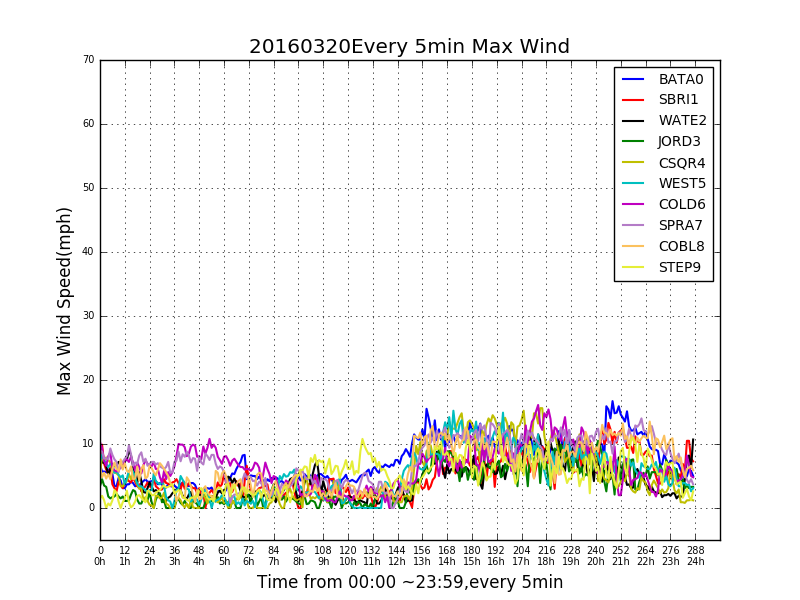 20160320Every 5min Max Wind
70
60
50
40
30
20
10
0
Max Wind Speed(mph)
BATA0
SBRI1
WATE2
JORD3
CSQR4
WEST5
COLD6
SPRA7
COBL8
STEP9
0 12 24 36 48 60 72 84 96 108 120 132 144 156 168 180 192 204 216 228 240 252 264 276 288
0h 1h 2h 3h 4h 5h 6h 7h 8h 9h 10h 11h 12h 13h 14h 15h 16h 17h 18h 19h 20h 21h 22h 23h 24h
Time from 00:00 ~23:59,every 5min